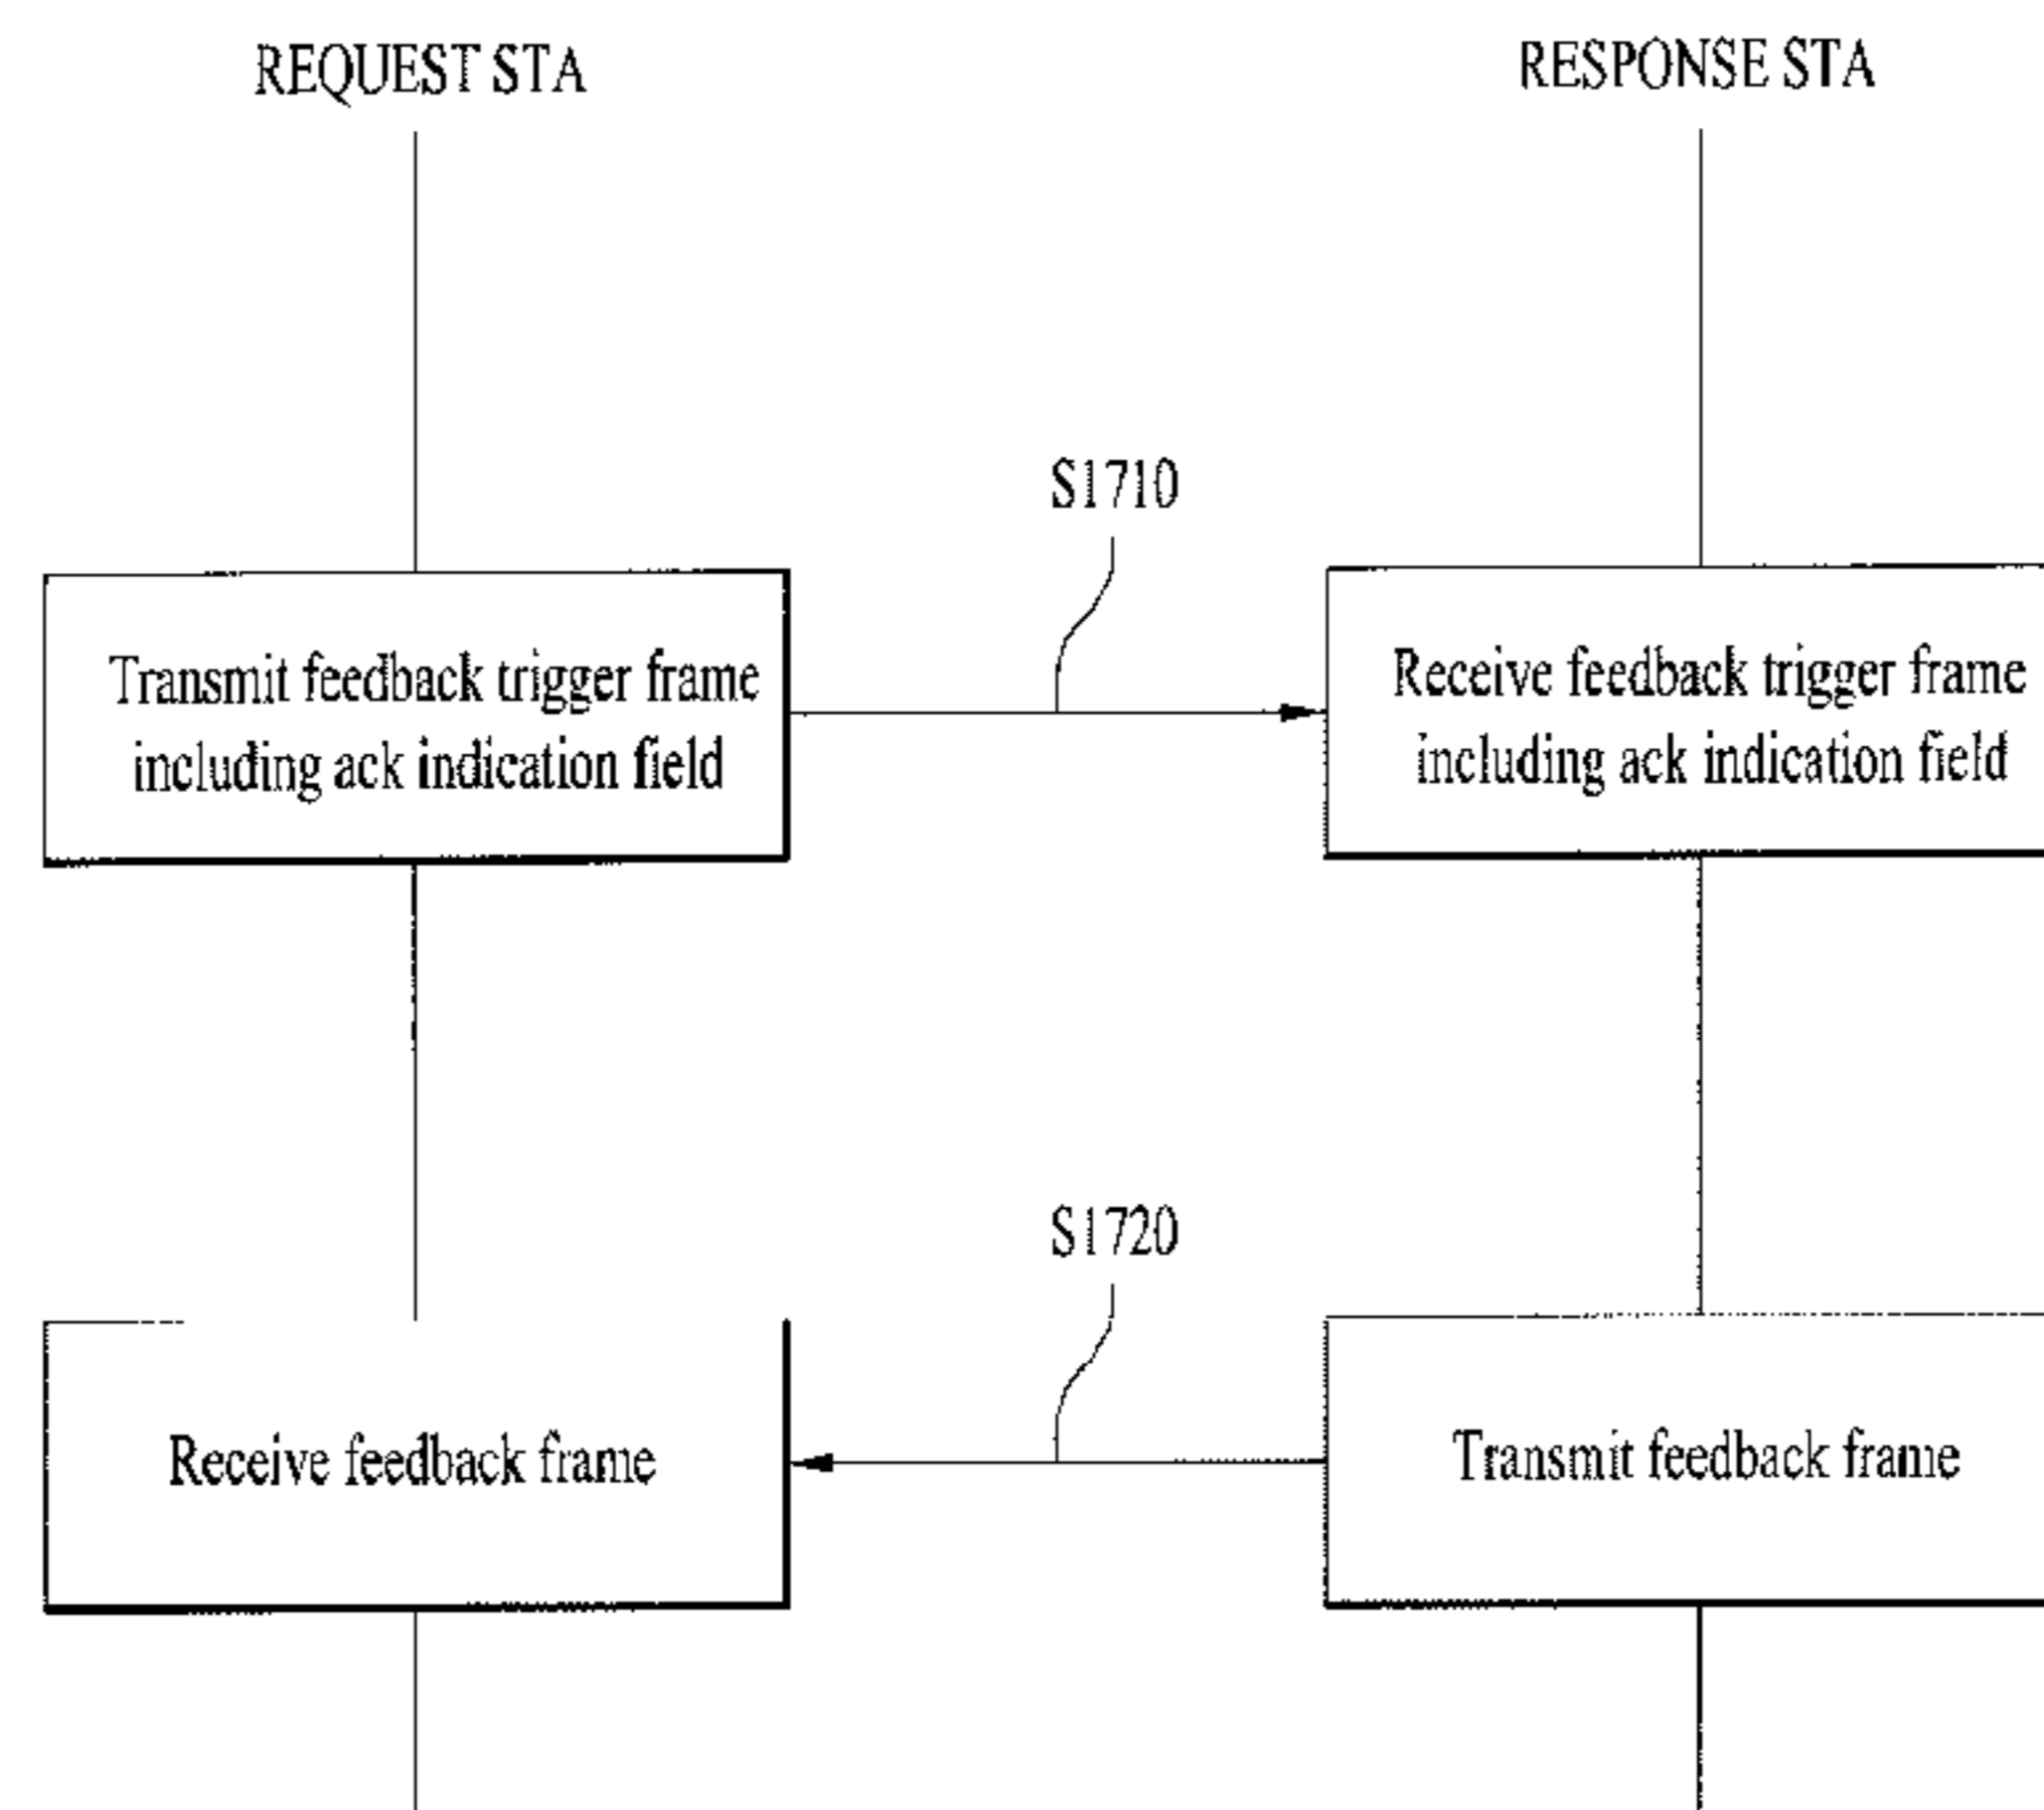 REQUEST STA
RESPONSE STA
S1710
Transmit feedback trigger frame
including ack indication field
Receive feedback trigger frame
including ack indication field
S1720
Receive feedback frame
Transmit feedback frame